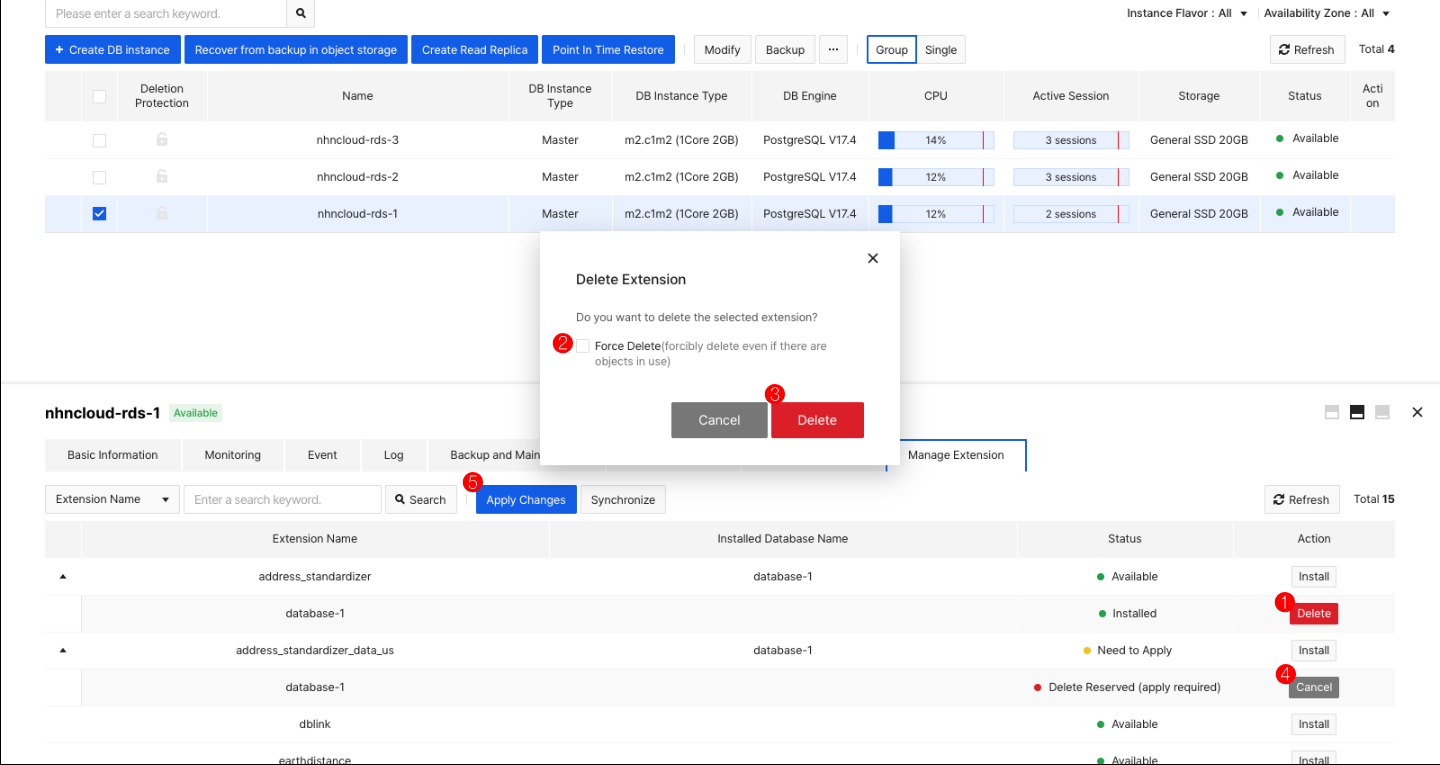 Please enter a search keyword.
Instance Flavor : All
Availability Zone : All
+ Create DB instance
Recover from backup in object storage
Create Read Replica
Point In Time Restore
Modify
Backup
...
Group
Single
Refresh
Total 4
Deletion Protection
Name
DB Instance Type
DB Instance Type
DB Engine
CPU
Active Session
Storage
Status
Acti
on
nhncloud-rds-3 Master m2.c1m2 (1Core 2GB) PostgreSQL V17.4 14% 3 sessions General SSD 20GB Available
nhncloud-rds-2 Master m2.c1m2 (1Core 2GB) PostgreSQL V17.4 12% 3 sessions General SSD 20GB Available
nhncloud-rds-1 Master m2.c1m2 (1Core 2GB) PostgreSQL V17.4 12% 2 sessions General SSD 20GB Available
Delete Extension
Do you want to delete the selected extension?
2
Force Delete(forcibly delete even if there are
objects in use)
3
Cancel
Delete
nhncloud-rds-1 Available
Basic Information
Monitoring
Event
Log
Backup and Main
Manage Extension
Extension Name
Enter a search keyword.
Search
5
Apply Changes
Synchronize
Refresh
Total 15
Extension Name Installed Database Name Status Action
address_standardizer database-1 Available Install
1
database-1 Installed Delete
address_standardizer_data_us database-1 Need to Apply Install
4
database-1 Delete Reserved (apply required) Cancel
dblink Available Install
earthdistance Available Install